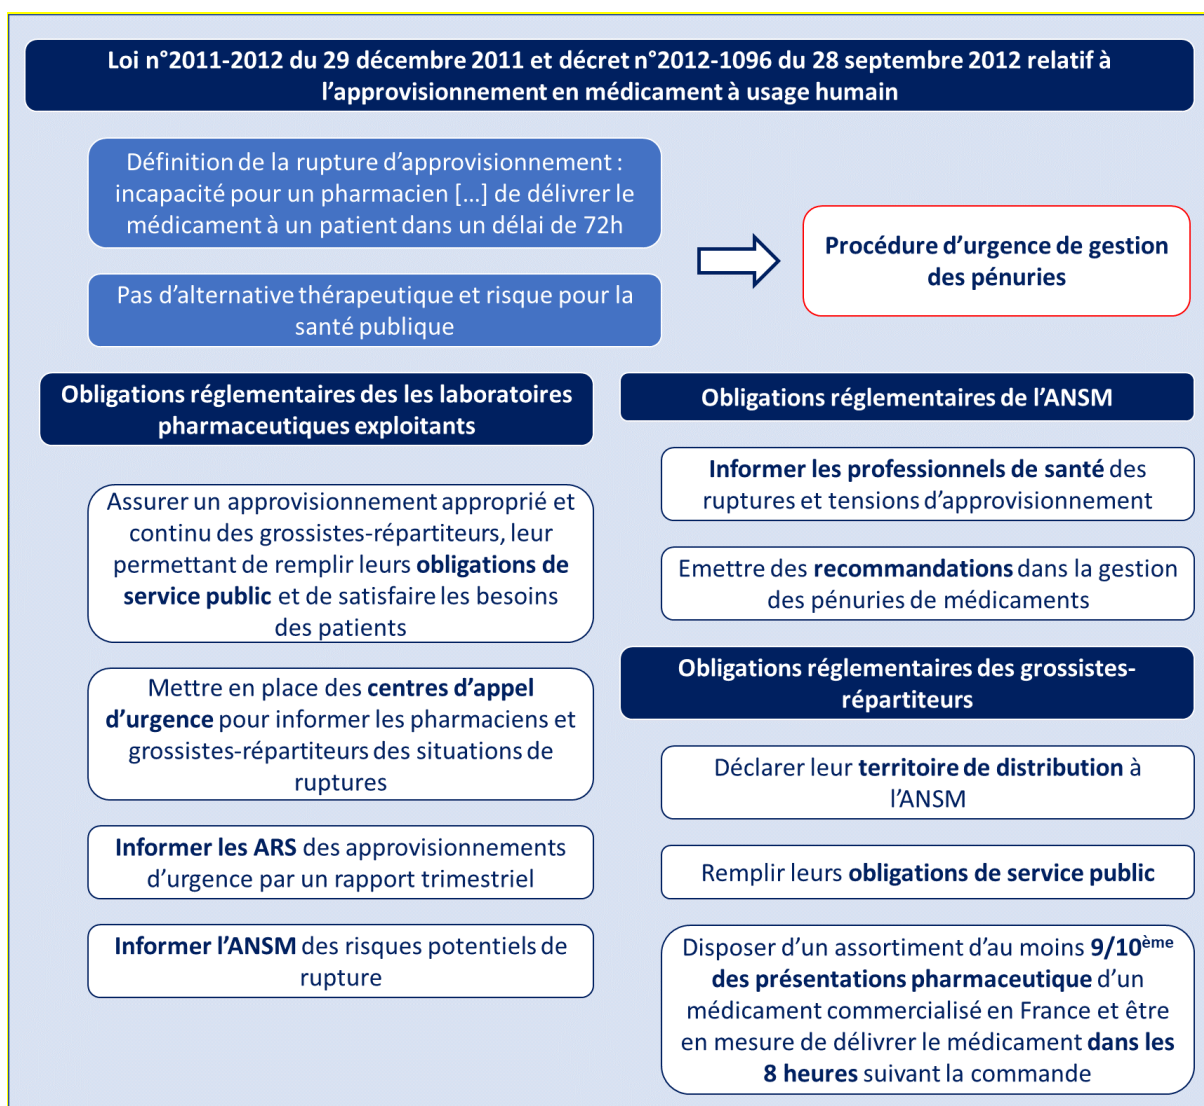 Loi n°2011-2012 du 29 décembre 2011 et décret n°2012-1096 du 28 septembre 2012 relatif à
l’approvisionnement en médicament à usage humain
Définition de la rupture d’approvisionnement :
incapacité pour un pharmacien […] de délivrer le
médicament à un patient dans un délai de 72h
Pas d’alternative thérapeutique et risque pour la
santé publique
Procédure d’urgence de gestion
des pénuries
Obligations réglementaires des les laboratoires
pharmaceutiques exploitants
Assurer un approvisionnement approprié et
continu des grossistes-répartiteurs, leur
permettant de remplir leurs obligations de
service public et de satisfaire les besoins
des patients
Mettre en place des centres d’appel
d’urgence pour informer les pharmaciens et
grossistes-répartiteurs des situations de
ruptures
Informer les ARS des approvisionnements
d’urgence par un rapport trimestriel
Informer l’ANSM des risques potentiels de
rupture
Obligations réglementaires de l’ANSM
Informer les professionnels de santé des
ruptures et tensions d’approvisionnement
Emettre des recommandations dans la gestion
des pénuries de médicaments
Obligations réglementaires des grossistes-
répartiteurs
Déclarer leur territoire de distribution à
l’ANSM
Remplir leurs obligations de service public
Disposer d’un assortiment d’au moins 9/10ème
des présentations pharmaceutique d’un
médicament commercialisé en France et être
en mesure de délivrer le médicament dans les
8 heures suivant la commande